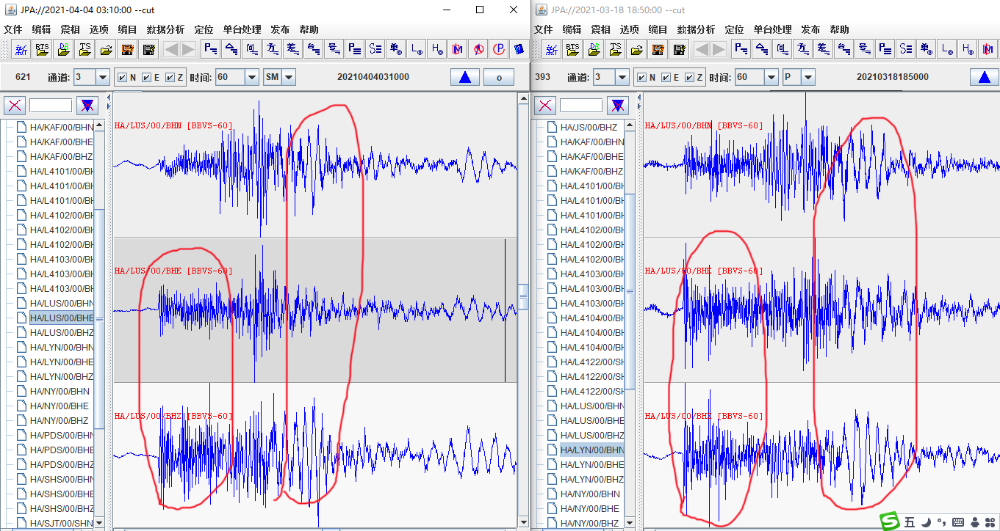 JPA://2021-04-04 03:10:00 --cut
文件 编辑 震相 选项 编目 数据分析 定位 单台处理 发布 帮助
新 RTS D TS
621 通道: 3 N E Z 时间: 60 SM 20210404031000 o
HA/KAF/00/BHN
HA/KAF/00/BHE
HA/KAF/00/BHZ
HA/L4101/00/BH
HA/L4101/00/BH
HA/L4101/00/BH
HA/L4102/00/BH
HA/L4102/00/BH
HA/L4102/00/BH
HA/L4103/00/BH
HA/L4103/00/BH
HA/L4103/00/BH
HA/LUS/00/BHN
HA/LUS/00/BHE
HA/LUS/00/BHZ
HA/LYN/00/BHN
HA/LYN/00/BHE
HA/LYN/00/BHZ
HA/NY/00/BHN
HA/NY/00/BHE
HA/NY/00/BHZ
HA/PDS/00/BHN
HA/PDS/00/BHE
HA/PDS/00/BHZ
HA/SHS/00/BHN
HA/SHS/00/BHE
HA/SHS/00/BHZ
HA/SJT/00/SHN
HA/LUS/00/BHN [BBVS-60]
HA/LUS/00/BHE [BBVS-60]
HA/LUS/00/BHZ [BBVS-60]
JPA://2021-03-18 18:50:00 --cut
文件 编辑 震相 选项 编目 数据分析 定位 单台处理 发布 帮助
新 RTS D TS
393 通道: 3 N E Z 时间: 60 P 20210318185000
HA/JS/00/BHZ
HA/KAF/00/BHN
HA/KAF/00/BHE
HA/KAF/00/BHZ
HA/L4101/00/BH
HA/L4101/00/BH
HA/L4101/00/BH
HA/L4102/00/BH
HA/L4102/00/BH
HA/L4102/00/BH
HA/L4103/00/BH
HA/L4103/00/BH
HA/L4103/00/BH
HA/L4104/00/BH
HA/L4104/00/BH
HA/L4104/00/BH
HA/L4122/00/SH
HA/L4122/00/SH
HA/L4122/00/SH
HA/LUS/00/BHN
HA/LUS/00/BHE
HA/LUS/00/BHZ
HA/LYN/00/BHN
HA/LYN/00/BHE
HA/LYN/00/BHZ
HA/NY/00/BHN
HA/NY/00/BHE
HA/NY/00/BHZ
HA/LUS/00/BHN [BBVS-60]
HA/LUS/00/BHE [BBVS-60]
HA/LUS/00/BHZ [BBVS-60]
S 五